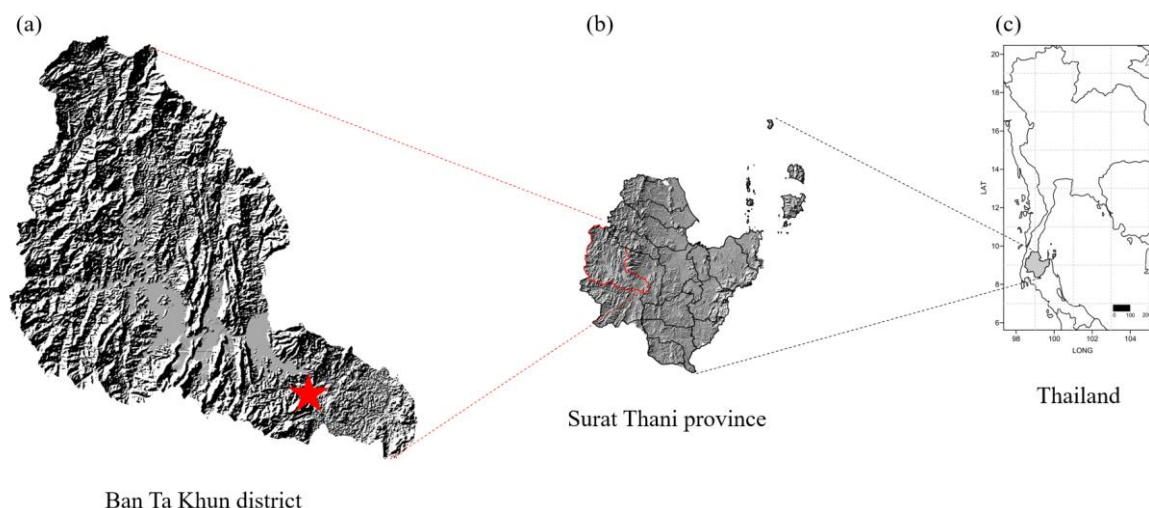 (a)
(b)
(c)
20
18
16
14
12
10
8
6
LAT
98 100 102 104
LONG
0 100 200
Thailand
Surat Thani province
Ban Ta Khun district